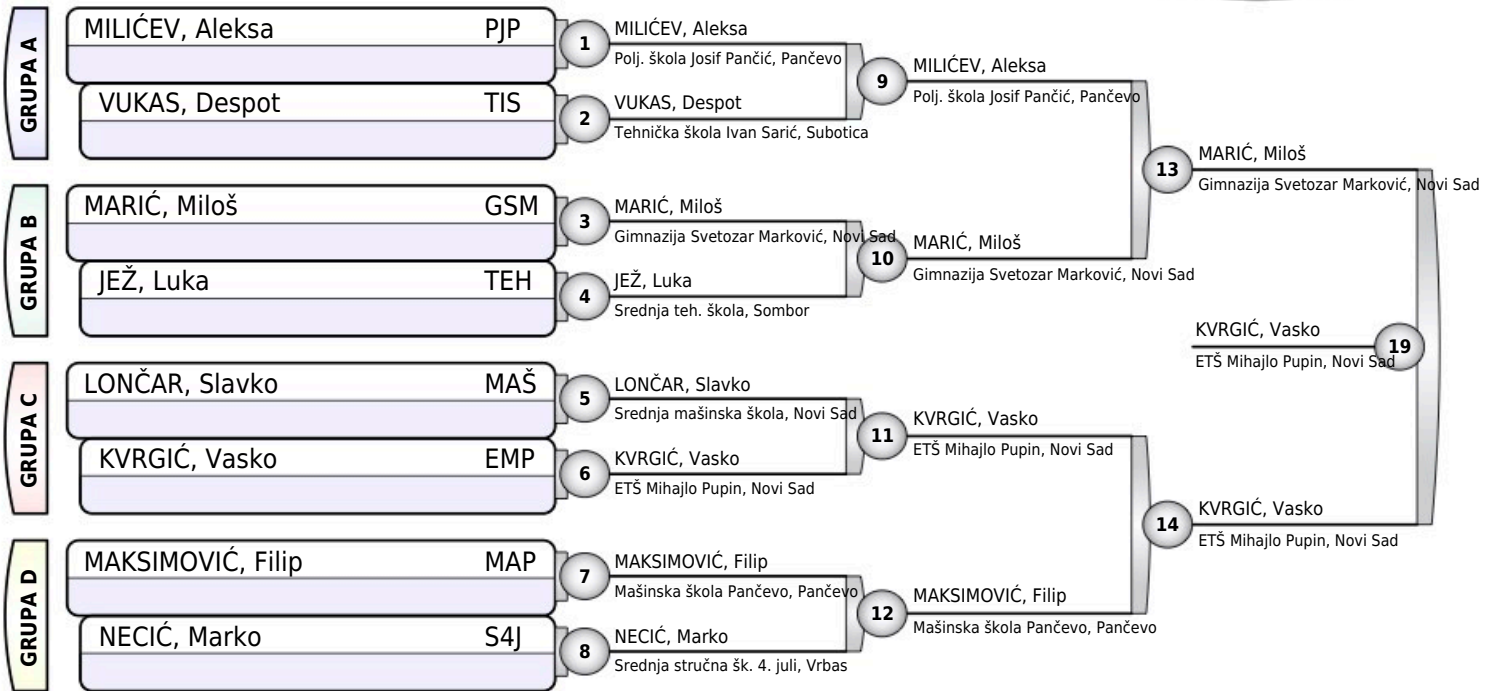 GRUPA A
MILIĆEV, Aleksa PJP
VUKAS, Despot TIS
1
MILIĆEV, Aleksa
Polj. škola Josif Pančić, Pančevo
2
VUKAS, Despot
Tehnička škola Ivan Sarić, Subotica
9
MILIĆEV, Aleksa
Polj. škola Josif Pančić, Pančevo
GRUPA B
MARIĆ, Miloš GSM
JEŽ, Luka TEH
3
MARIĆ, Miloš
Gimnazija Svetozar Marković, Novi Sad
4
JEŽ, Luka
Srednja teh. škola, Sombor
10
MARIĆ, Miloš
Gimnazija Svetozar Marković, Novi Sad
13
MARIĆ, Miloš
Gimnazija Svetozar Marković, Novi Sad
GRUPA C
LONČAR, Slavko MAŠ
KVRGIĆ, Vasko EMP
5
LONČAR, Slavko
Srednja mašinska škola, Novi Sad
6
KVRGIĆ, Vasko
ETŠ Mihajlo Pupin, Novi Sad
11
KVRGIĆ, Vasko
ETŠ Mihajlo Pupin, Novi Sad
GRUPA D
MAKSIMOVIĆ, Filip MAP
NECIĆ, Marko S4J
7
MAKSIMOVIĆ, Filip
Mašinska škola Pančevo, Pančevo
8
NECIĆ, Marko
Srednja stručna šk. 4. juli, Vrbas
12
MAKSIMOVIĆ, Filip
Mašinska škola Pančevo, Pančevo
14
KVRGIĆ, Vasko
ETŠ Mihajlo Pupin, Novi Sad
19
KVRGIĆ, Vasko
ETŠ Mihajlo Pupin, Novi Sad